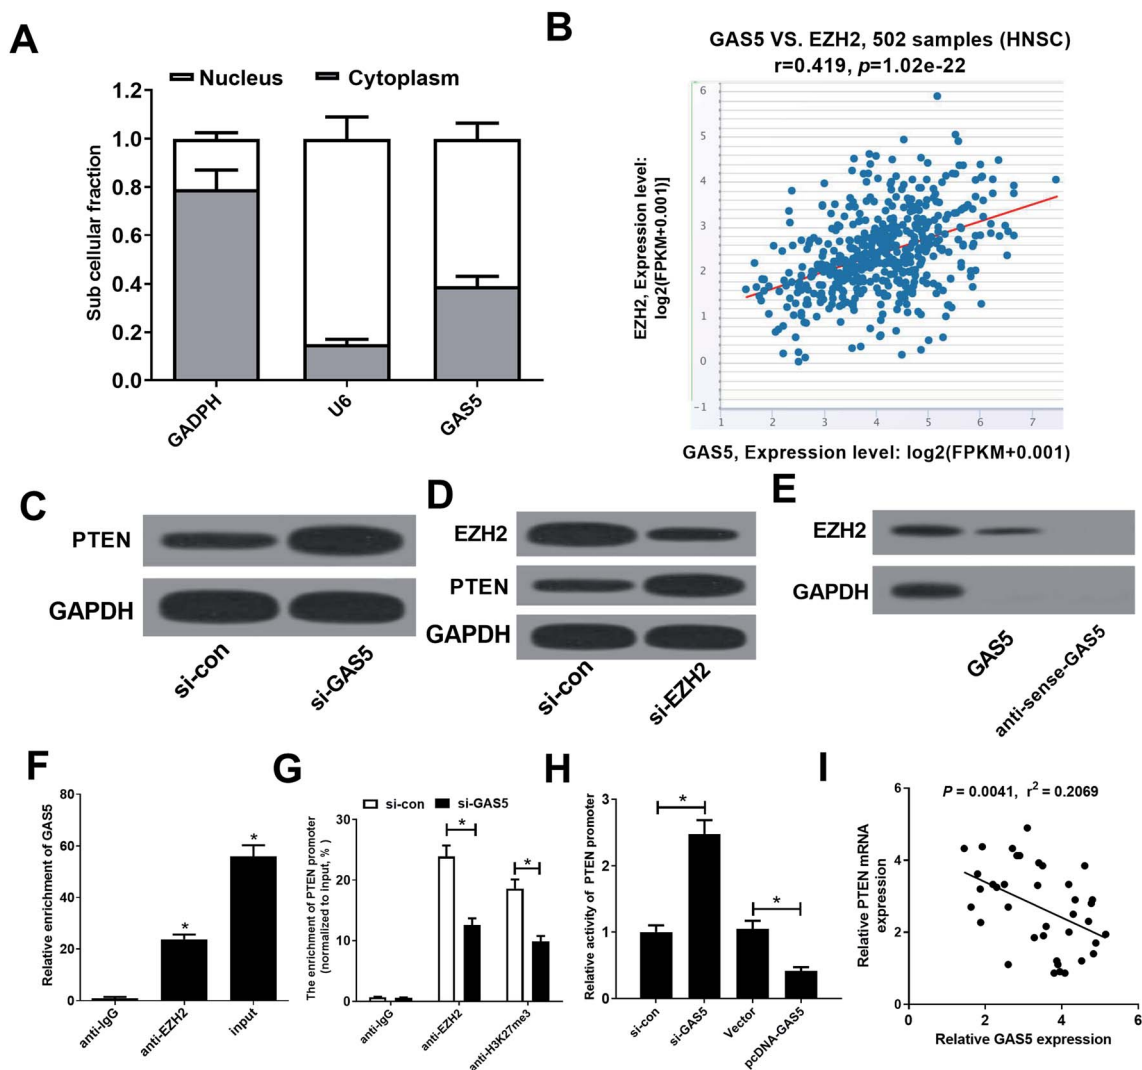 A
Nucleus
Cytoplasm
Sub cellular fraction
1.2
1.0
0.8
0.6
0.4
0.2
0.0
GADPH
U6
GAS5
B
GAS5 VS. EZH2, 502 samples (HNSC)
r=0.419, p=1.02e-22
EZH2, Expression level:
log2(FPKM+0.001)]
6
5
4
3
2
1
0
-1
1
2
3
4
5
6
7
GAS5, Expression level: log2(FPKM+0.001)
C
PTEN
GAPDH
si-con
si-GAS5
D
EZH2
PTEN
GAPDH
si-con
si-EZH2
E
EZH2
GAPDH
GAS5
anti-sense-GAS5
F
Relative enrichment of GAS5
80
60
40
20
0
*
*
anti-IgG
anti-EZH2
input
G
si-con
si-GAS5
The enrichment of PTEN promoter
(normalized to Input, % )
30
20
10
0
*
*
anti-IgG
anti-EZH2
anti-H3K27me3
H
Relative activity of PTEN promoter
3
2
1
0
*
*
si-con
si-GAS5
Vector
pcDNA-GAS5
I
P = 0.0041, r² = 0.2069
Relative PTEN mRNA
expression
6
4
2
0
0
2
4
6
Relative GAS5 expression